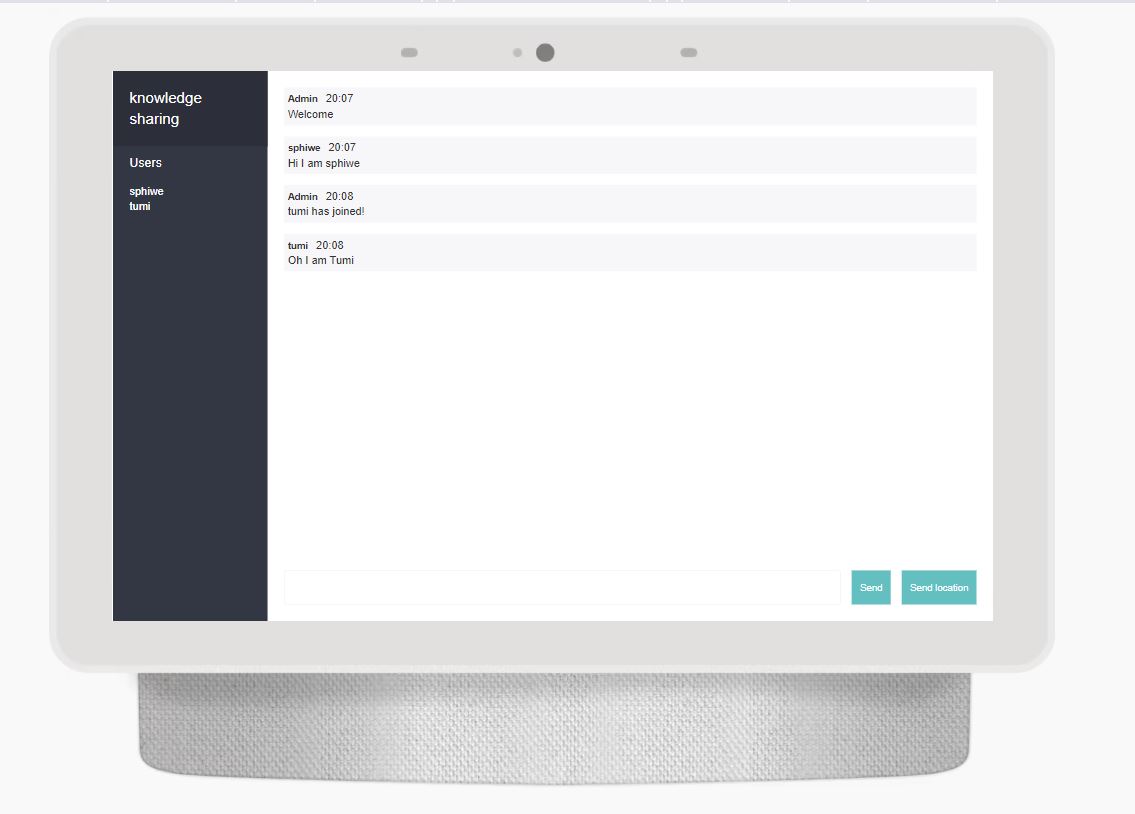 knowledge
sharing
Users
sphiwe
tumi
Admin 20:07
Welcome
sphiwe 20:07
Hi I am sphiwe
Admin 20:08
tumi has joined!
tumi 20:08
Oh I am Tumi
Send
Send location